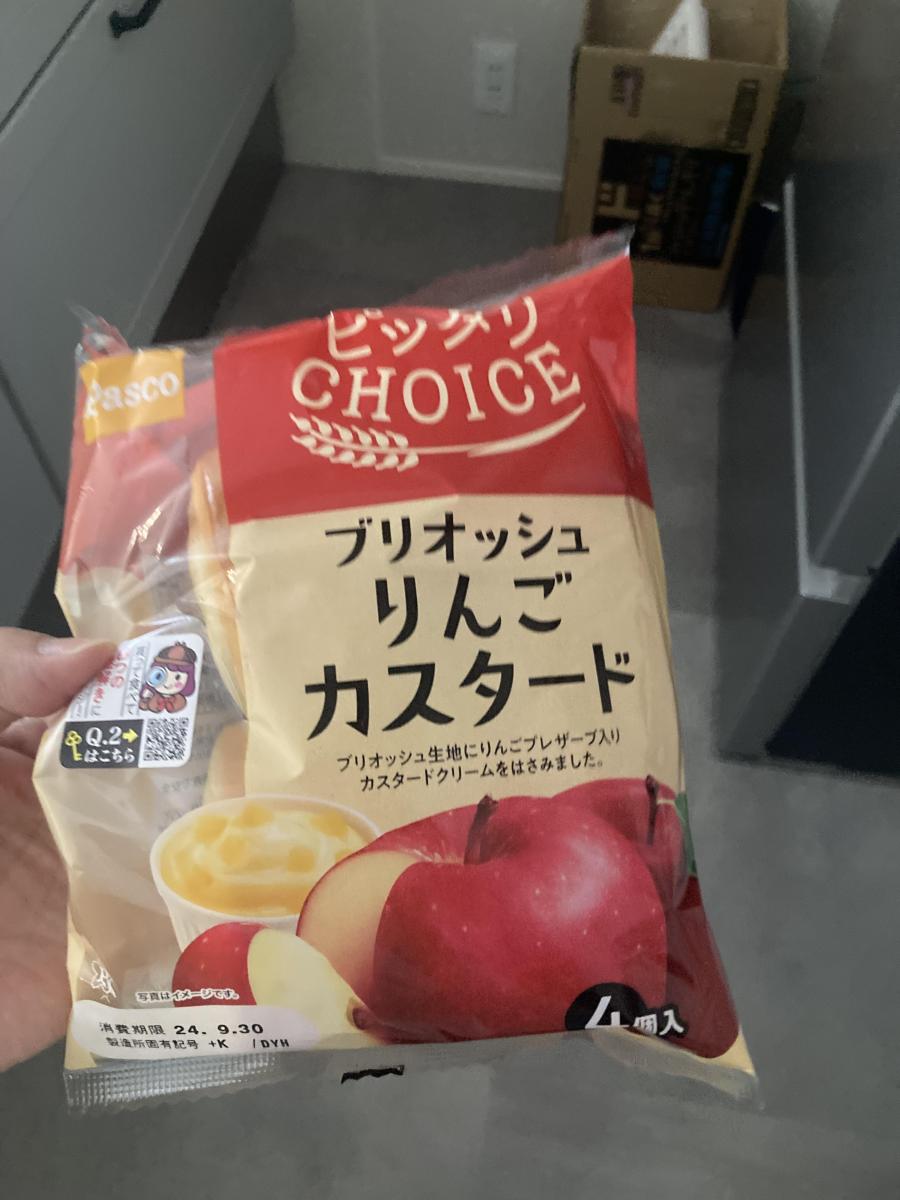 ピッタリ
CHOICE
Pasco
ブリオッシュ
りんご
カスタード
ブリオッシュ生地にりんごプレザーブ入り
カスタードクリームをはさみました。
Q.2→
はこちら
写真はイメージです。
4個入
消費期限 24. 9.30
製造所固有記号 +K /DYH